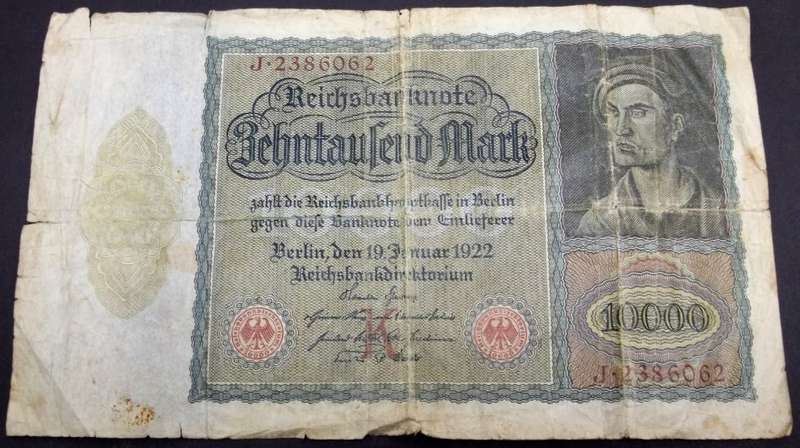 J·2386062
Reichsbanknote
Zehntausend Mark
zahlt die Reichsbankhauptkasse in Berlin
gegen diese Banknote dem Einlieferer
Berlin, den 19. Januar 1922
Reichsbankdirektorium
K
10000
J·2386062